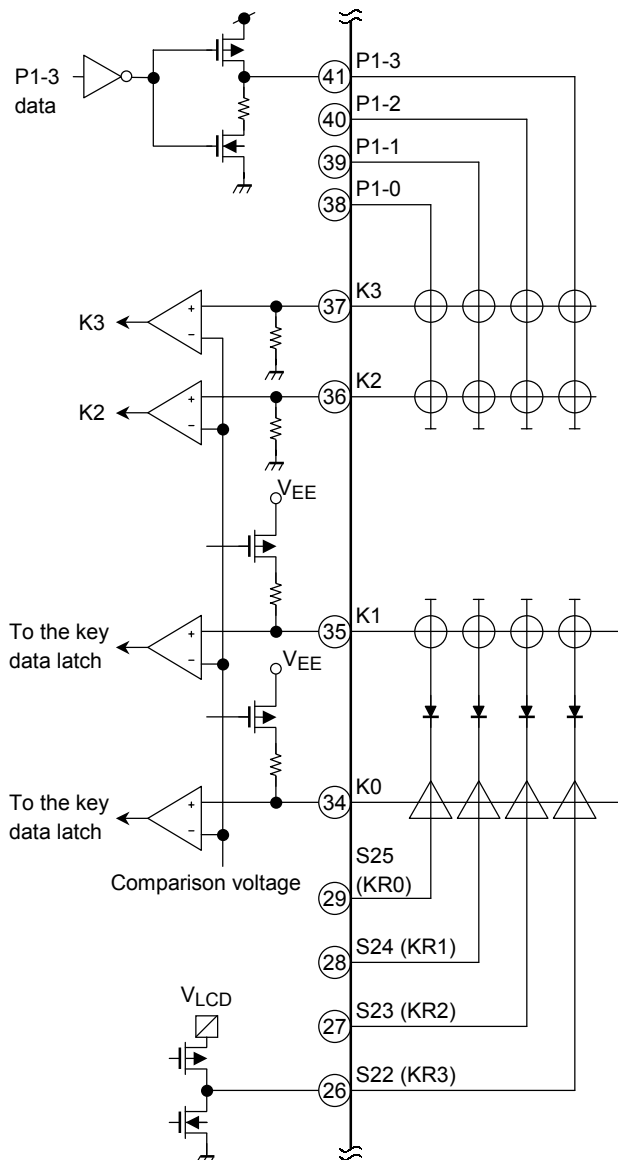 P1-3
data
41 P1-3
40 P1-2
39 P1-1
38 P1-0
37 K3
K3
+
-
36 K2
K2
+
-
VEE
35 K1
To the key
data latch
+
-
VEE
34 K0
To the key
data latch
+
-
Comparison voltage
S25
(KR0)
29
28 S24 (KR1)
27 S23 (KR2)
VLCD
26 S22 (KR3)